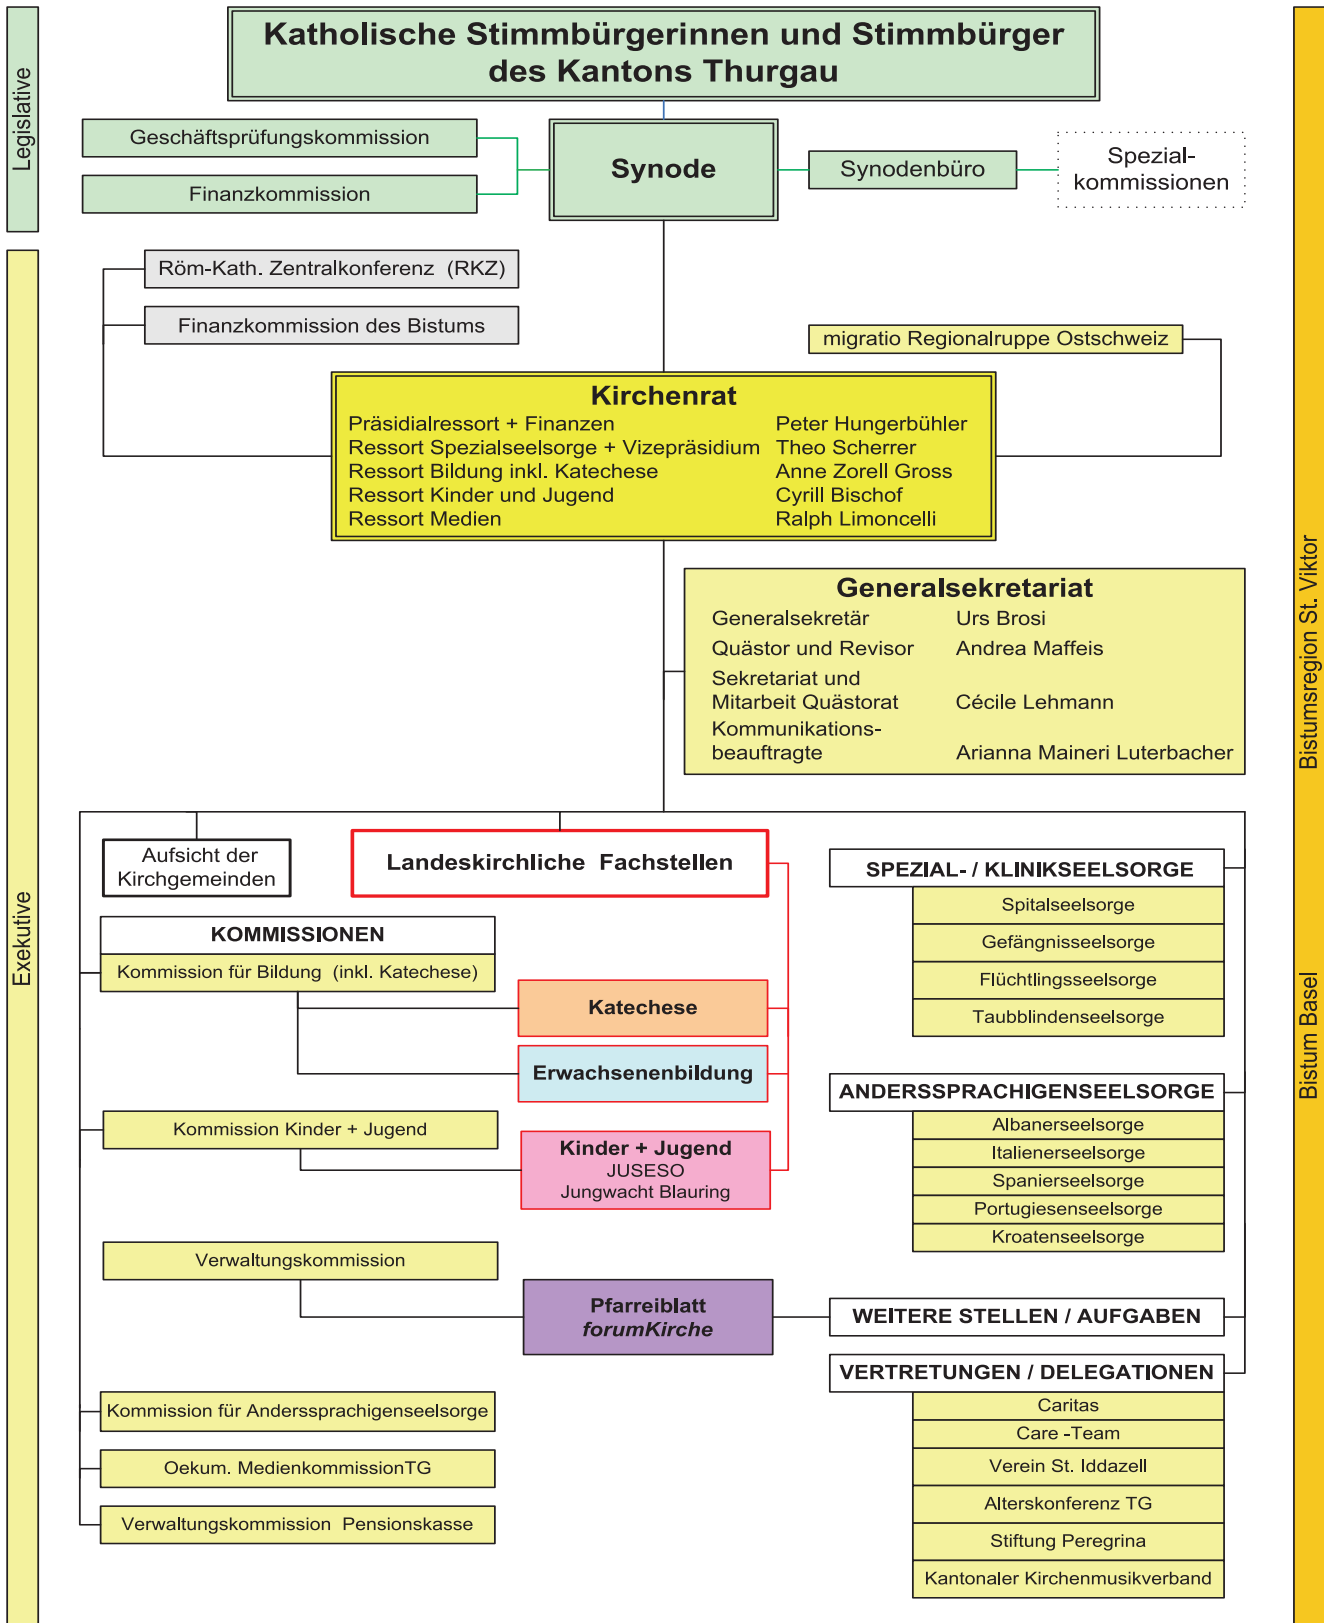 Katholische Stimmbürgerinnen und Stimmbürger
des Kantons Thurgau
Legislative
Geschäftsprüfungskommission
Finanzkommission
Synode
Synodenbüro
Spezial-
kommissionen
Exekutive
Röm-Kath. Zentralkonferenz (RKZ)
Finanzkommission des Bistums
migratio Regionalruppe Ostschweiz
Kirchenrat
Präsidialressort + Finanzen Peter Hungerbühler
Ressort Spezialseelsorge + Vizepräsidium Theo Scherrer
Ressort Bildung inkl. Katechese Anne Zorell Gross
Ressort Kinder und Jugend Cyrill Bischof
Ressort Medien Ralph Limoncelli
Generalsekretariat
Generalsekretär Urs Brosi
Quästor und Revisor Andrea Maffeis
Sekretariat und
Mitarbeit Quästorat Cécile Lehmann
Kommunikations-
beauftragte Arianna Maineri Luterbacher
Aufsicht der
Kirchgemeinden
Landeskirchliche Fachstellen
KOMMISSIONEN
Kommission für Bildung (inkl. Katechese)
Katechese
Erwachsenenbildung
Kommission Kinder + Jugend
Kinder + Jugend
JUSESO
Jungwacht Blauring
Verwaltungskommission
Pfarreiblatt
forumKirche
Kommission für Anderssprachigenseelsorge
Oekum. MedienkommissionTG
Verwaltungskommission Pensionskasse
SPEZIAL- / KLINIKSEELSORGE
Spitalseelsorge
Gefängnisseelsorge
Flüchtlingsseelsorge
Taubblindenseelsorge
ANDERSSPRACHIGENSEELSORGE
Albanerseelsorge
Italienerseelsorge
Spanierseelsorge
Portugiesenseelsorge
Kroatenseelsorge
WEITERE STELLEN / AUFGABEN
VERTRETUNGEN / DELEGATIONEN
Caritas
Care -Team
Verein St. Iddazell
Alterskonferenz TG
Stiftung Peregrina
Kantonaler Kirchenmusikverband
Bistumsregion St. Viktor
Bistum Basel